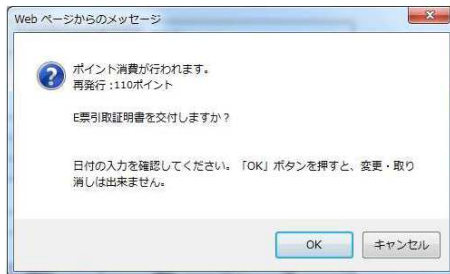 Web ページからのメッセージ
ポイント消費が行われます。
再発行 :110ポイント
E票引取証明書を交付しますか？
日付の入力を確認してください。「OK」ボタンを押すと、変更・取り
消しは出来ません。
OK
キャンセル